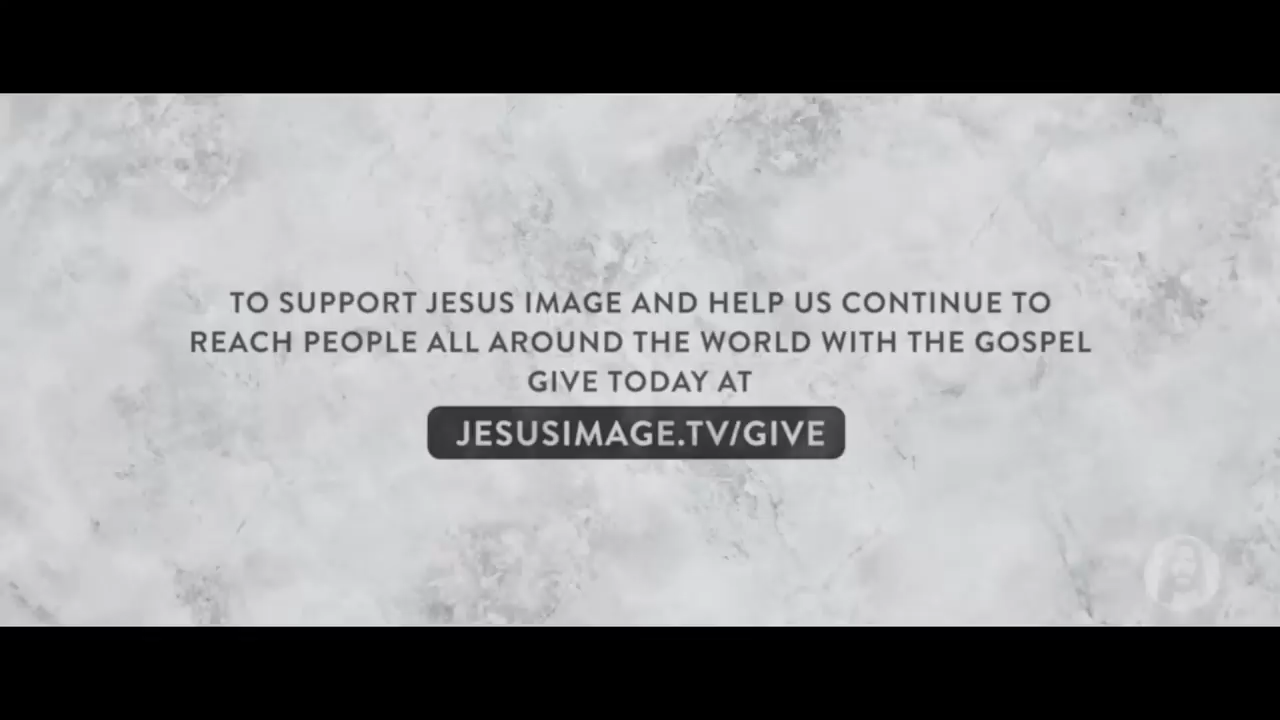 TO SUPPORT JESUS IMAGE AND HELP US CONTINUE TO
REACH PEOPLE ALL AROUND THE WORLD WITH THE GOSPEL
GIVE TODAY AT
JESUSIMAGE.TV/GIVE